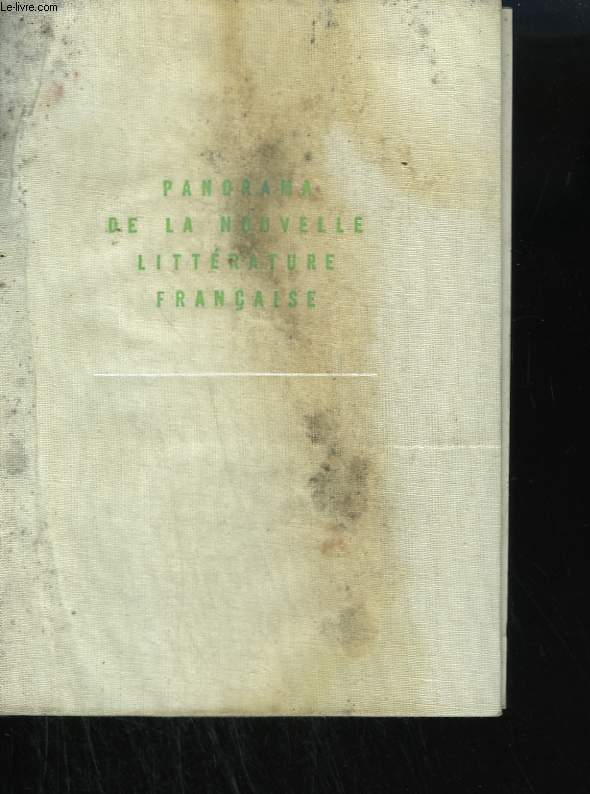 Le-livre.com
PANORAMA
DE LA NOUVELLE
LITTÉRATURE
FRANÇAISE